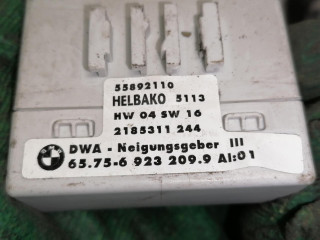 55892110
HELBAKO 5113
HW 04 SW 16
2185311 244
DWA - Neigungsgeber III
65.75-6 923 209.9 AI:01